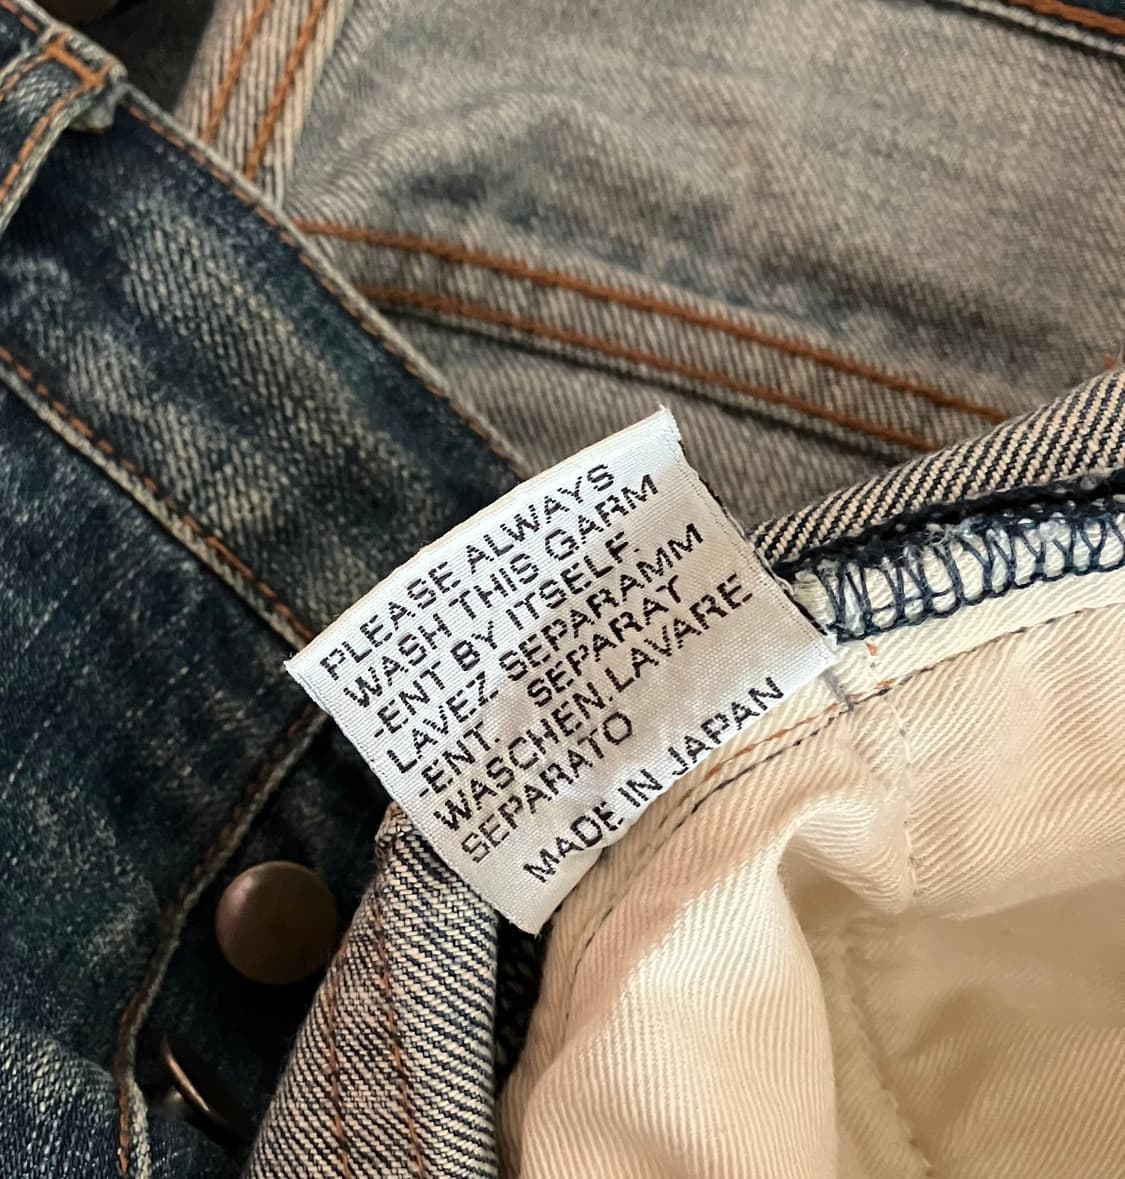 PLEASE ALWAYS
WASH THIS GARM
-ENT BY ITSELF.
LAVEZ SEPARAMM
-ENT. SEPARAT
WASCHEN.LAVARE
SEPARATO
MADE IN JAPAN